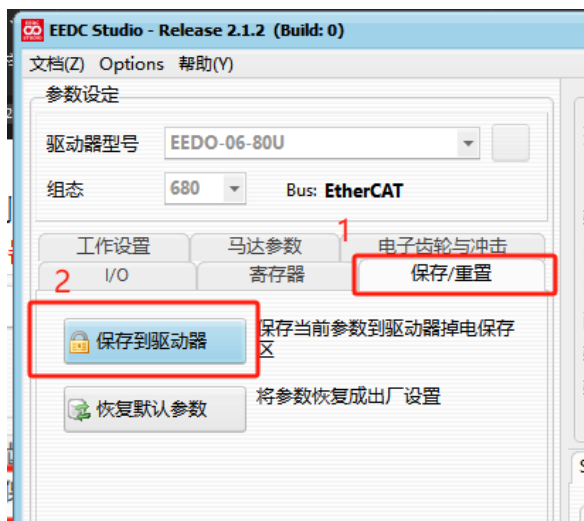 EEDC Studio - Release 2.1.2 (Build: 0)
文档(Z) Options 帮助(Y)
参数设定
驱动器型号 EEDO-06-80U
组态 680 Bus: EtherCAT
1
工作设置 马达参数 电子齿轮与冲击
2 I/O 寄存器 保存/重置
保存到驱动器 保存当前参数到驱动器掉电保存
区
恢复默认参数 将参数恢复成出厂设置